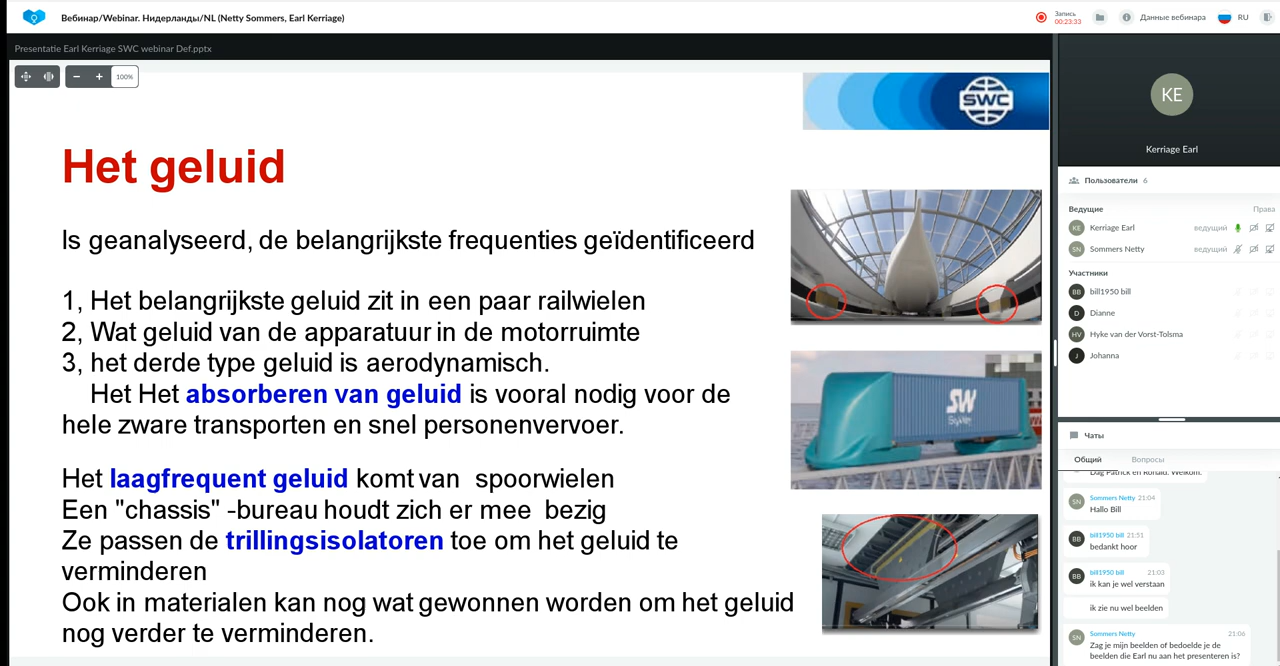 Вебинар/Webinar. Нидерланды/NL (Netty Sommers, Earl Kerriage)
Запись
00:23:33
Данные вебинара
RU
Presentatie Earl Kerriage SWC webinar Def.pptx
100%
SWC
Het geluid
Is geanalyseerd, de belangrijkste frequenties geïdentificeerd
1, Het belangrijkste geluid zit in een paar railwielen
2, Wat geluid van de apparatuur in de motorruimte
3, het derde type geluid is aerodynamisch.
Het Het absorberen van geluid is vooral nodig voor de
hele zware transporten en snel personenvervoer.
Het laagfrequent geluid komt van spoorwielen
Een "chassis" -bureau houdt zich er mee bezig
Ze passen de trillingsisolatoren toe om het geluid te
verminderen
Ook in materialen kan nog wat gewonnen worden om het geluid
nog verder te verminderen.
SW
SkyWay
KE
Kerriage Earl
Пользователи 6
Ведущие Права
KE Kerriage Earl ведущий
SN Sommers Netty ведущий
Участники
BB bill1950 bill
D Dianne
HV Hyke van der Vorst-Tolsma
J Johanna
Чаты
Общий Вопросы
Dag Patrick en Ronald. Welkom.
SN Sommers Netty 21:04
Hallo Bill
BB bill1950 bill 21:51
bedankt hoor
BB bill1950 bill 21:03
ik kan je wel verstaan
ik zie nu wel beelden
SN Sommers Netty 21:06
Zag je mijn beelden of bedoelde je de
beelden die Earl nu aan het presenteren is?